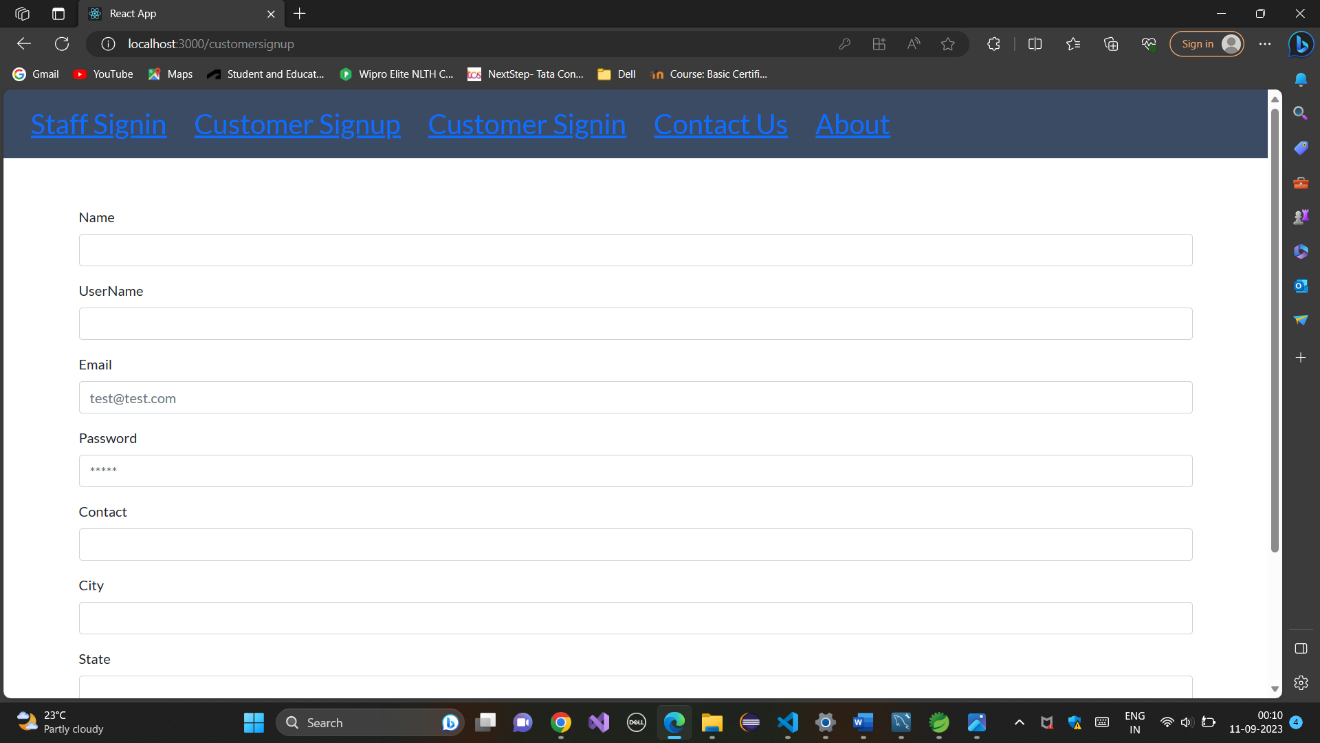 React App
localhost:3000/customersignup
Sign in
Gmail YouTube Maps Student and Educat... Wipro Elite NLTH C... NextStep- Tata Con... Dell Course: Basic Certifi...
Staff Signin Customer Signup Customer Signin Contact Us About
Name
UserName
Email
test@test.com
Password
*****
Contact
City
State
23°C
Partly cloudy
Search
DELL
ENG
IN
00:10
11-09-2023
4